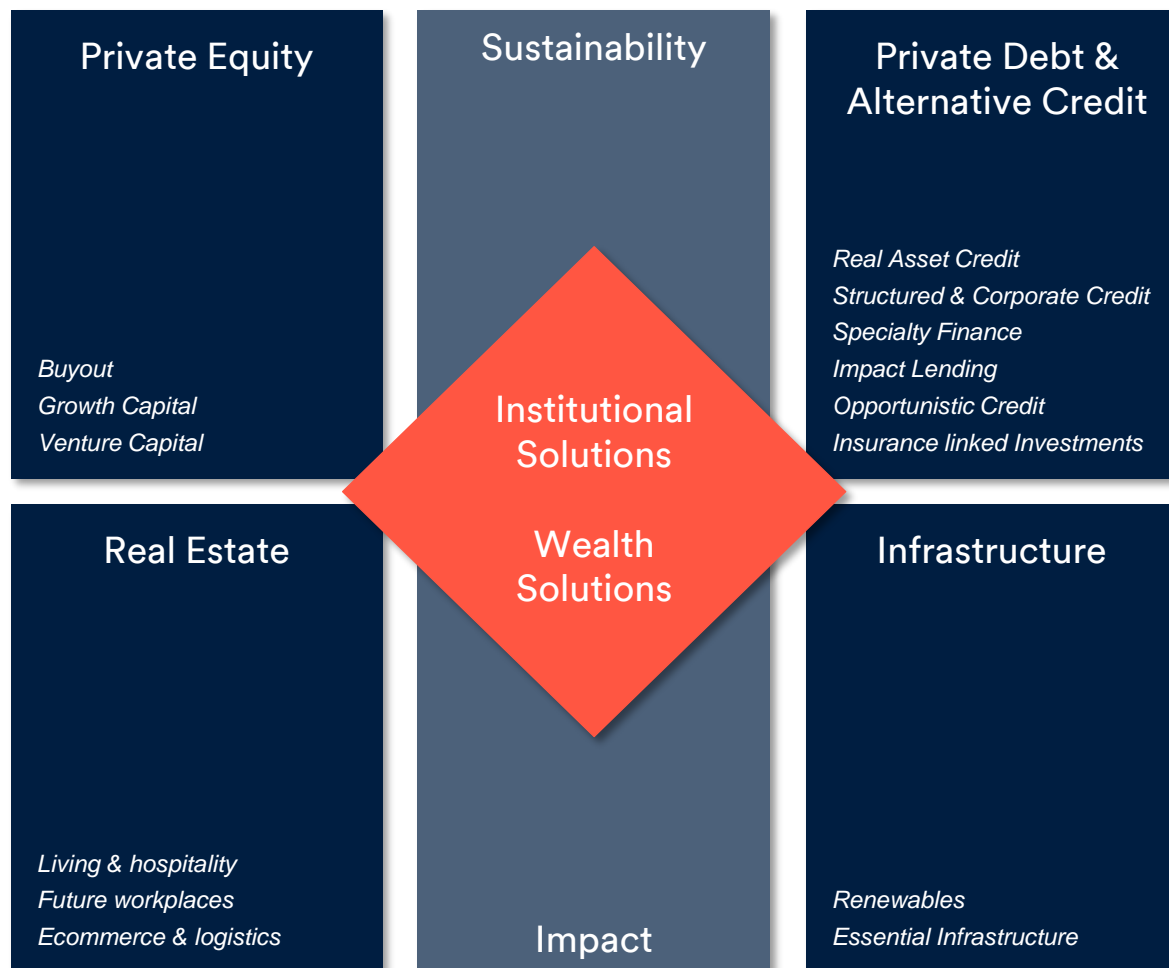 Private Equity
Buyout
Growth Capital
Venture Capital
Sustainability
Private Debt &
Alternative Credit
Real Asset Credit
Structured & Corporate Credit
Specialty Finance
Impact Lending
Opportunistic Credit
Insurance linked Investments
Institutional
Solutions
Wealth
Solutions
Real Estate
Living & hospitality
Future workplaces
Ecommerce & logistics
Impact
Infrastructure
Renewables
Essential Infrastructure